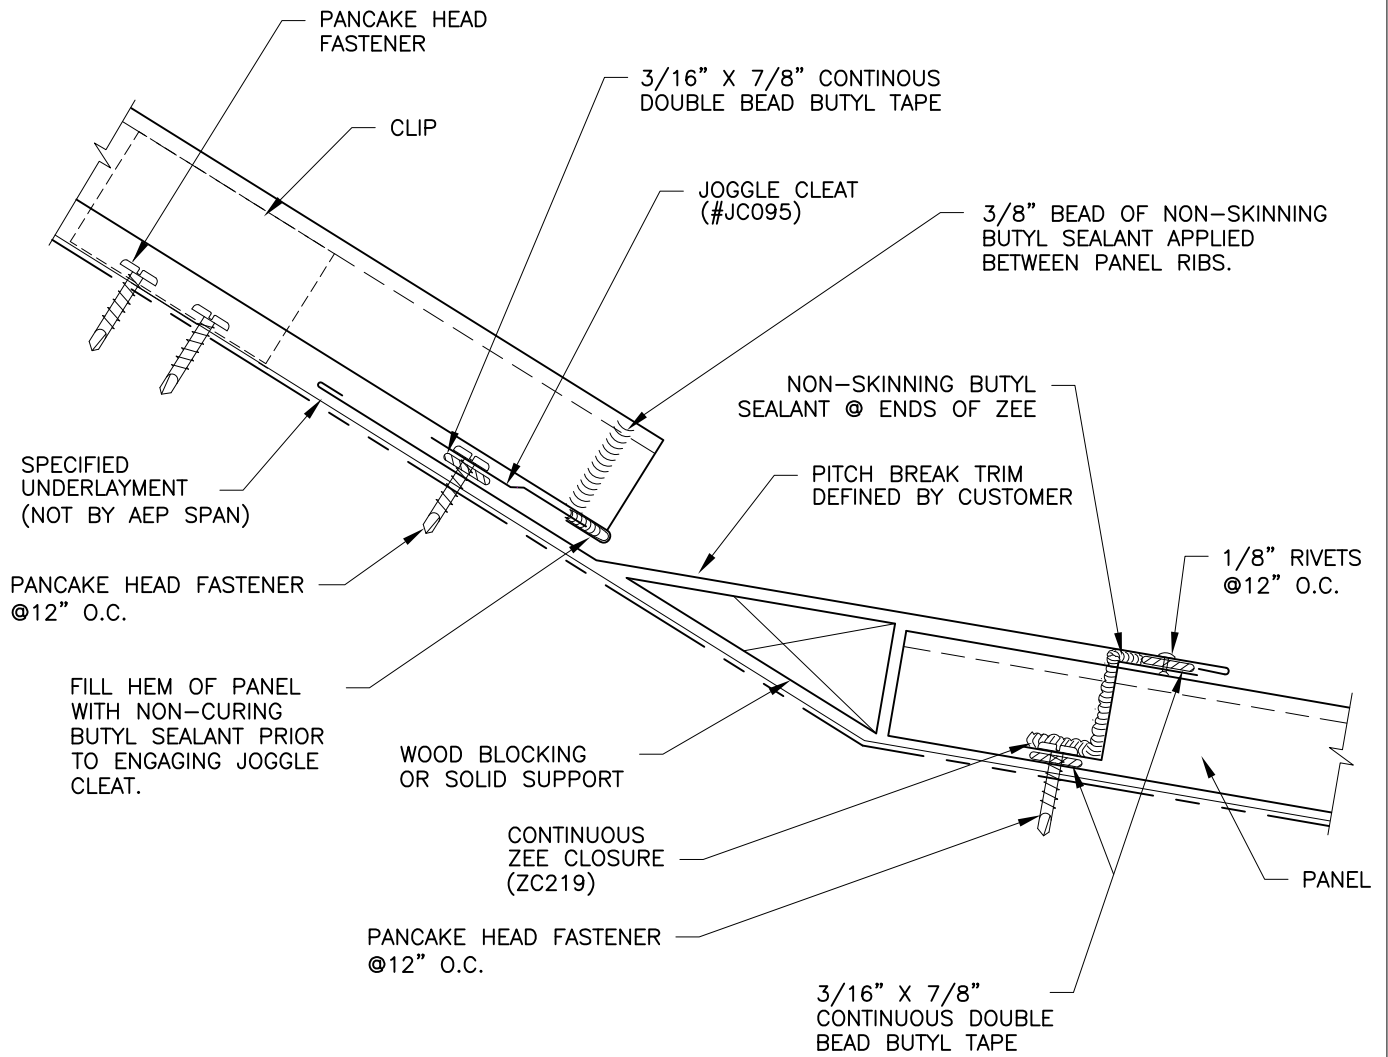 PANCAKE HEAD
FASTENER
3/16" X 7/8" CONTINOUS
DOUBLE BEAD BUTYL TAPE
CLIP
JOGGLE CLEAT
(#JC095)
3/8" BEAD OF NON-SKINNING
BUTYL SEALANT APPLIED
BETWEEN PANEL RIBS.
NON-SKINNING BUTYL
SEALANT @ ENDS OF ZEE
SPECIFIED
UNDERLAYMENT
(NOT BY AEP SPAN)
PITCH BREAK TRIM
DEFINED BY CUSTOMER
1/8" RIVETS
@12" O.C.
PANCAKE HEAD FASTENER
@12" O.C.
FILL HEM OF PANEL
WITH NON-CURING
BUTYL SEALANT PRIOR
TO ENGAGING JOGGLE
CLEAT.
WOOD BLOCKING
OR SOLID SUPPORT
CONTINUOUS
ZEE CLOSURE
(ZC219)
PANEL
PANCAKE HEAD FASTENER
@12" O.C.
3/16" X 7/8"
CONTINUOUS DOUBLE
BEAD BUTYL TAPE